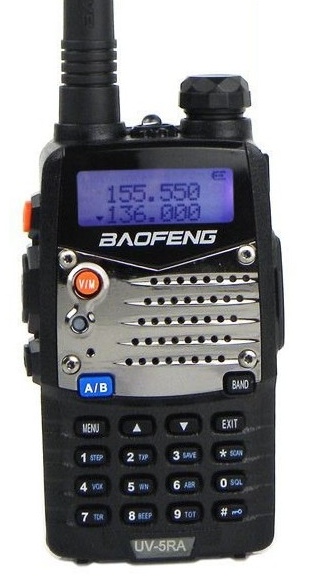 155.550
▼136.000
BAOFENG
V/M
A/B
BAND
MENU ▲ ▼ EXIT
1 STEP 2 TXP 3 SAVE * SCAN
4 VOX 5 WN 6 ABR 0 SQL
7 TDR 8 BEEP 9 TOT #
UV-5RA